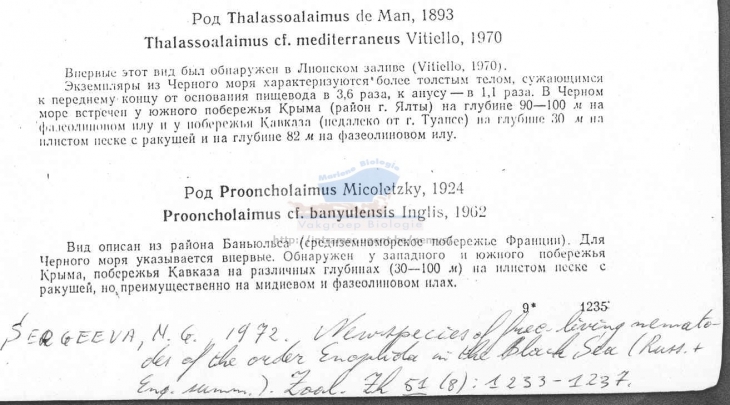 Род Thalassoalaimus de Man, 1893
Thalassoalaimus cf. mediterraneus Vitiello, 1970
Впервые этот вид был обнаружен в Лионском заливе (Vitiello, 1970).
Экземпляры из Черного моря характеризуются более толстым телом, сужающимся
к переднему концу от основания пищевода в 3,6 раза, к анусу — в 1,1 раза. В Черном
море встречен у южного побережья Крыма (район г. Ялты) на глубине 90—100 м на
фазеолиновом илу и у побережья Кавказа (недалеко от г. Туапсе) на глубине 30 м на
илистом песке с ракушей и на глубине 82 м на фазеолиновом илу.
Mariene Biologie
Род Prooncholaimus Micoletzky, 1924
Prooncholaimus cf. banyulensis Inglis, 1962
Vakgroep Biologie
Вид описан из района Баньюльса (средиземноморское побережье Франции). Для
Черного моря указывается впервые. Обнаружен у западного и южного побережья
Крыма, побережья Кавказа на различных глубинах (30—100 м) на илистом песке с
ракушей, но преимущественно на мидиевом и фазеолиновом илах.
9* 1235
SERGEEVA, N.G. 1972. New species of free-living nemato-
des of the order Enoplida in the Black Sea (Russ. +
Eng. summ.). Zool. Zh 51 (8): 1233-1237.